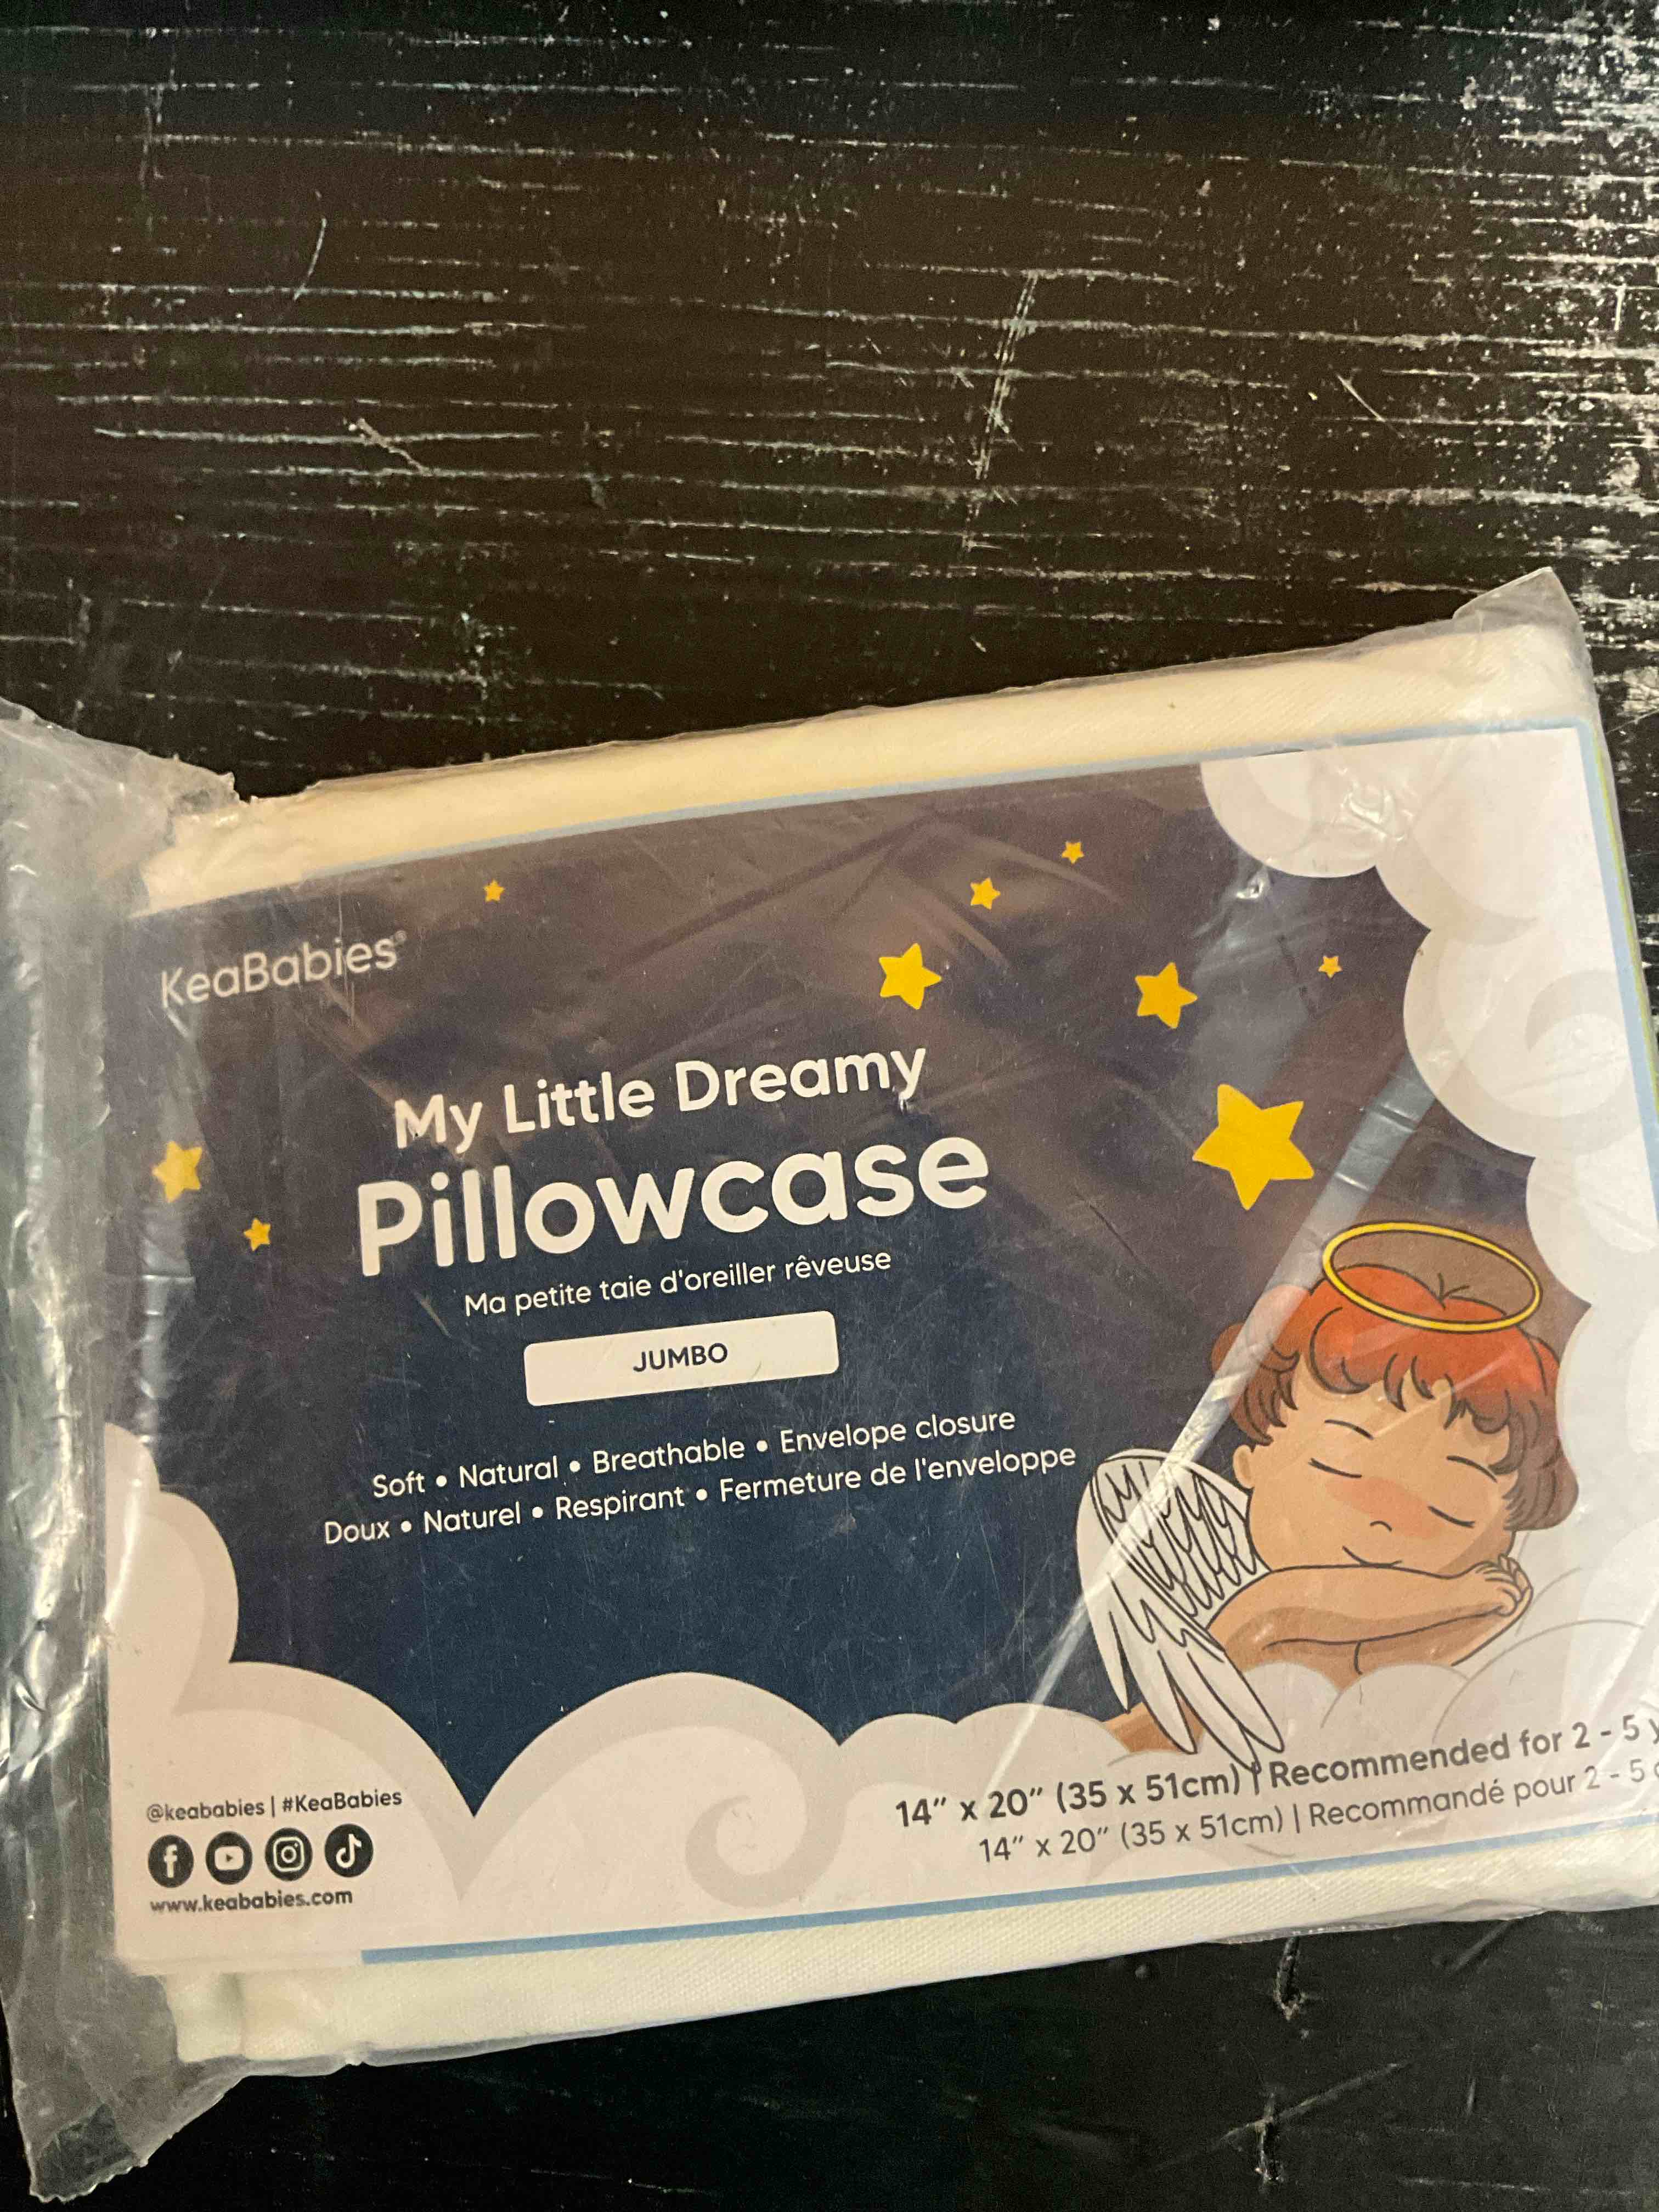 KeaBabies®
My Little Dreamy
Pillowcase
Ma petite taie d'oreiller rêveuse
JUMBO
Soft • Natural • Breathable • Envelope closure
Doux • Naturel • Respirant • Fermeture de l'enveloppe
@keababies | #KeaBabies
www.keababies.com
14” x 20” (35 x 51cm) | Recommended for 2 - 5
14” x 20” (35 x 51cm) | Recommandé pour 2 - 5